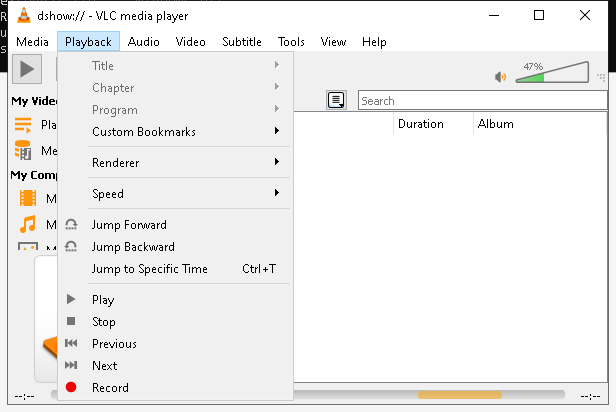 dshow:// - VLC media player
Media Playback Audio Video Subtitle Tools View Help
47%
Title
Chapter
Program
Custom Bookmarks
Renderer
Speed
Jump Forward
Jump Backward
Jump to Specific Time Ctrl+T
Play
Stop
Previous
Next
Record
My Vide
Pla
Me
My Comp
M
M
Search
Duration Album
--:-- --:--